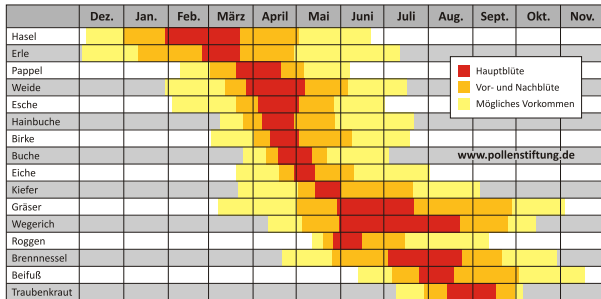 Dez. Jan. Feb. März April Mai Juni Juli Aug. Sept. Okt. Nov.
Hasel
Erle
Pappel
Weide
Esche
Hainbuche
Birke
Buche
Eiche
Kiefer
Gräser
Wegerich
Roggen
Brennnessel
Beifuß
Traubenkraut
Hauptblüte
Vor- und Nachblüte
Mögliches Vorkommen
www.pollenstiftung.de